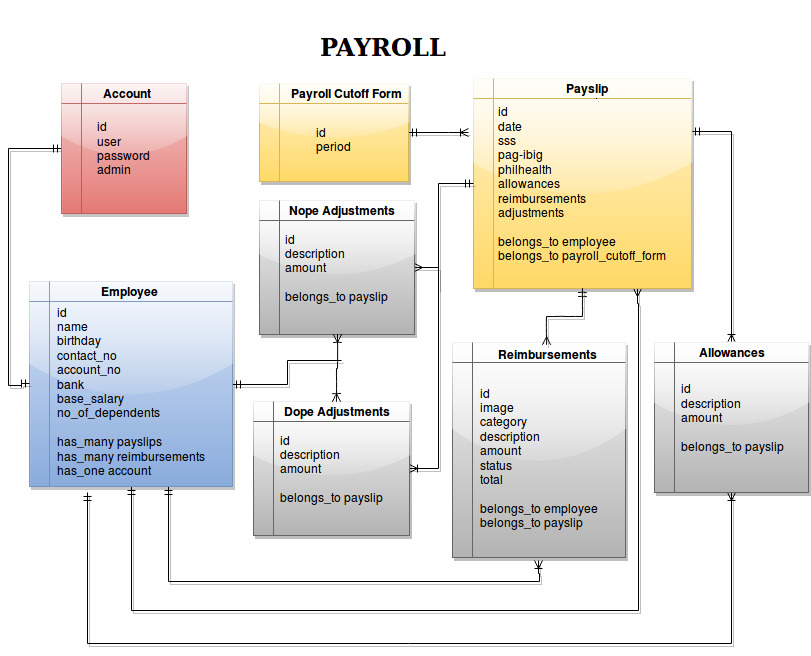 PAYROLL
Account
id
user
password
admin
Payroll Cutoff Form
id
period
Payslip
id
date
sss
pag-ibig
philhealth
allowances
reimbursements
adjustments
belongs_to employee
belongs_to payroll_cutoff_form
Nope Adjustments
id
description
amount
belongs_to payslip
Employee
id
name
birthday
contact_no
account_no
bank
base_salary
no_of_dependents
has_many payslips
has_many reimbursements
has_one account
Dope Adjustments
id
description
amount
belongs_to payslip
Reimbursements
id
image
category
description
amount
status
total
belongs_to employee
belongs_to payslip
Allowances
id
description
amount
belongs_to payslip